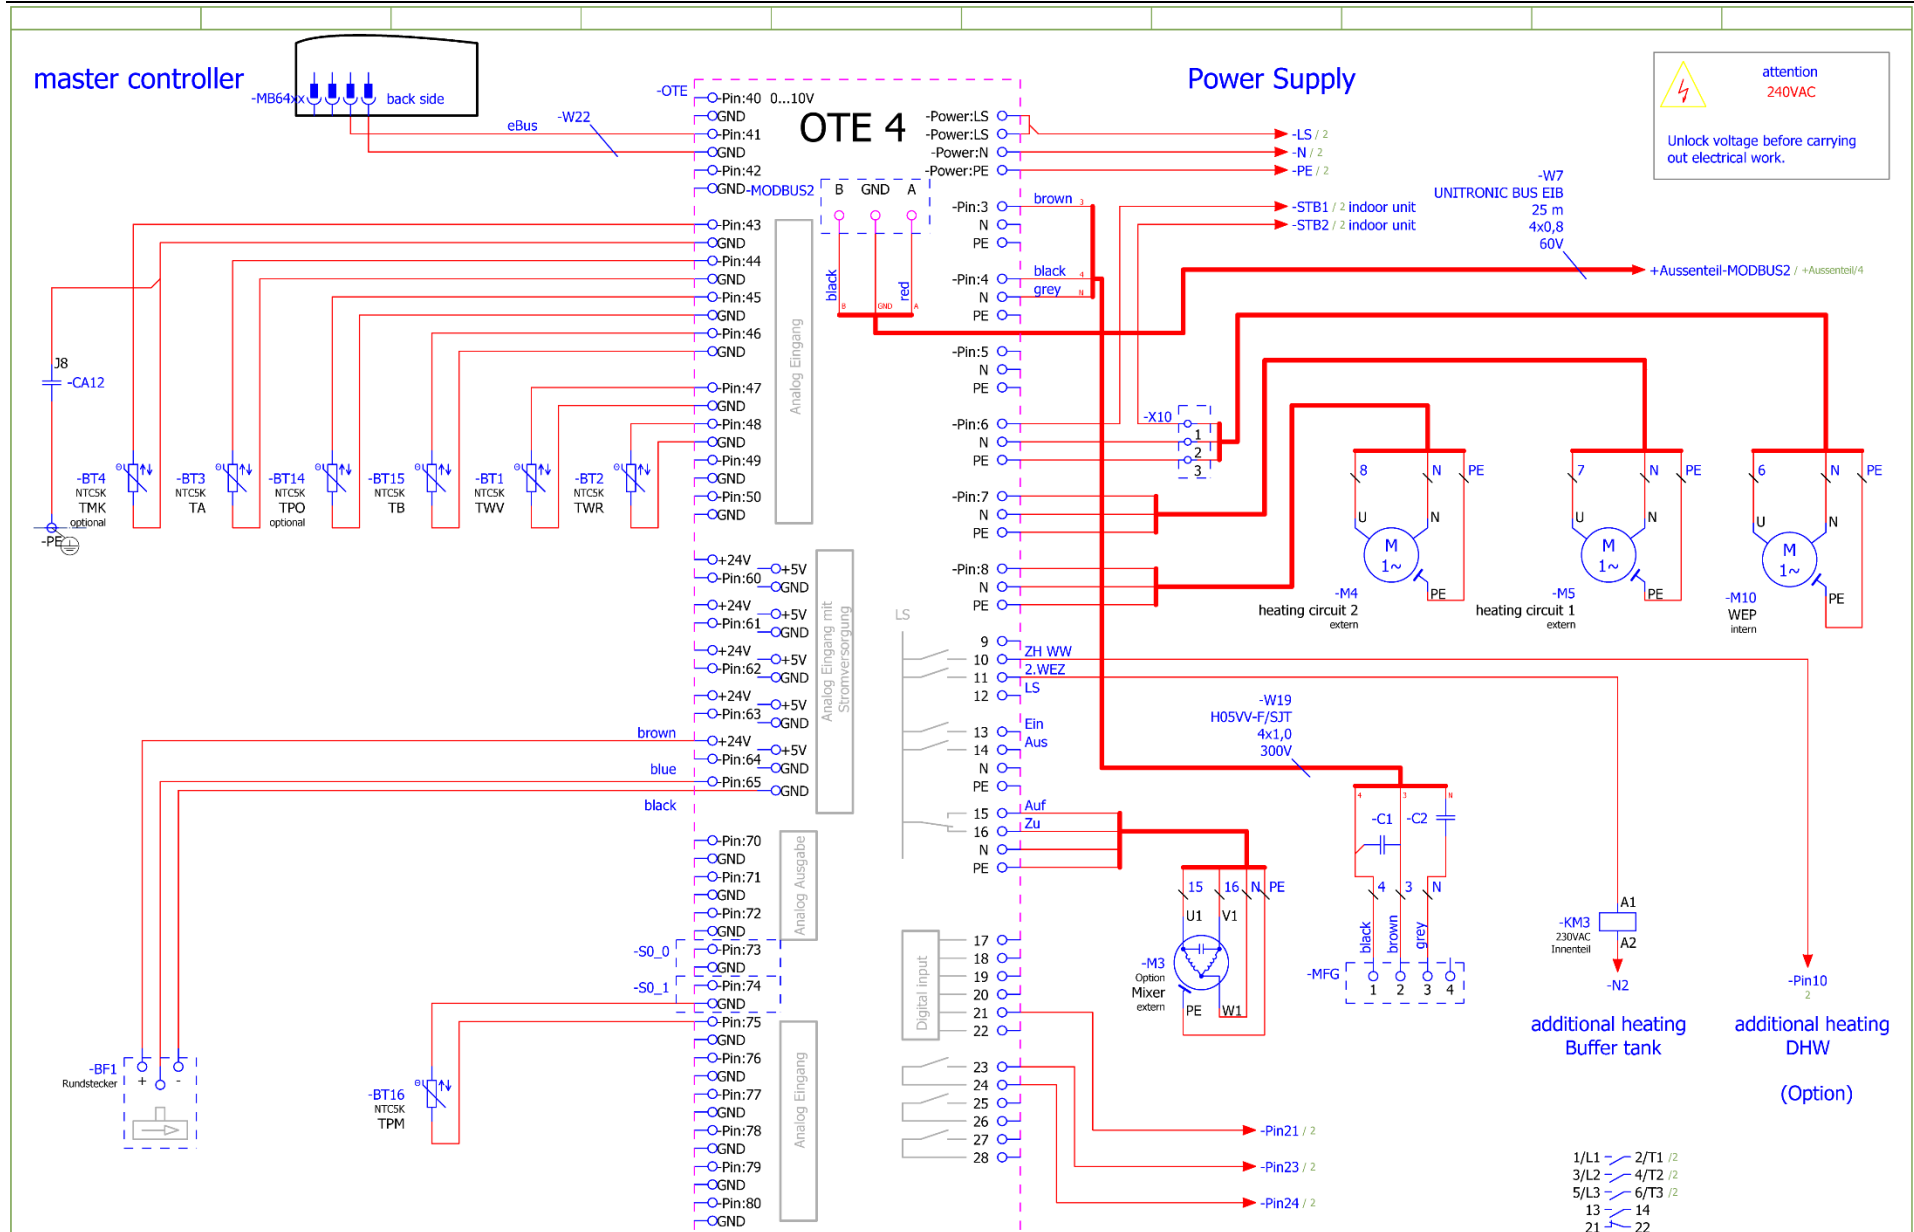 master controller
-MB64xx
back side
eBus
-W22
-OTE
OTE 4
-Pin:40 0...10V
GND
-Pin:41
GND
-Pin:42
GND
-MODBUS2
B GND A
black
red
B GND A
-Pin:43
GND
-Pin:44
GND
-Pin:45
GND
-Pin:46
GND
-Pin:47
GND
-Pin:48
GND
-Pin:49
GND
-Pin:50
GND
Analog Eingang
J8
-CA12
-PE
-BT4
NTC5K
TMK
optional
-BT3
NTC5K
TA
-BT14
NTC5K
TPO
optional
-BT15
NTC5K
TB
-BT1
NTC5K
TWV
-BT2
NTC5K
TWR
+24V
-Pin:60
+5V
GND
+24V
-Pin:61
+5V
GND
+24V
-Pin:62
+5V
GND
+24V
-Pin:63
+5V
GND
+24V
-Pin:64
+5V
GND
-Pin:65
GND
Analog Eingang mit
Stromversorgung
brown
blue
black
-Pin:70
GND
-Pin:71
GND
-Pin:72
GND
Analog Ausgabe
-S0_0
-Pin:73
GND
-S0_1
-Pin:74
GND
-Pin:75
GND
-Pin:76
GND
-Pin:77
GND
-Pin:78
GND
-Pin:79
GND
-Pin:80
GND
Analog Eingang
-BF1
Rundstecker
+ -
-BT16
NTC5K
TPM
Power Supply
-Power:LS
-Power:LS
-Power:N
-Power:PE
-LS / 2
-N / 2
-PE / 2
-STB1 / 2 indoor unit
-STB2 / 2 indoor unit
-Pin:3
N
PE
brown 3
-Pin:4
N
PE
black 4
grey N
-Pin:5
N
PE
-Pin:6
N
PE
-X10
1
2
3
-Pin:7
N
PE
-Pin:8
N
PE
LS
9
10
11
12
ZH WW
2.WEZ
LS
13
14
N
PE
Ein
Aus
15
16
N
PE
Auf
Zu
Digital input
17
18
19
20
21
22
23
24
25
26
27
28
-Pin21 / 2
-Pin23 / 2
-Pin24 / 2
attention
240VAC
Unlock voltage before carrying
out electrical work.
-W7
UNITRONIC BUS EIB
25 m
4x0,8
60V
+Aussenteil-MODBUS2 / +Aussenteil/4
8 N PE
U N
M
1~
PE
-M4
heating circuit 2
extern
7 N PE
U N
M
1~
PE
-M5
heating circuit 1
extern
6 N PE
U N
M
1~
PE
-M10
WEP
intern
-W19
H05VV-F/SJT
4x1,0
300V
4 3 N
-C1
-C2
4 3 N
black
brown
grey
-MFG
1 2 3 4
15 16 N PE
U1 V1
-M3
Option
Mixer
extern
PE W1
-KM3
230VAC
Innenteil
A1
A2
-N2
additional heating
Buffer tank
-Pin10
2
additional heating
DHW
(Option)
1/L1 2/T1 /2
3/L2 4/T2 /2
5/L3 6/T3 /2
13 14
21 22